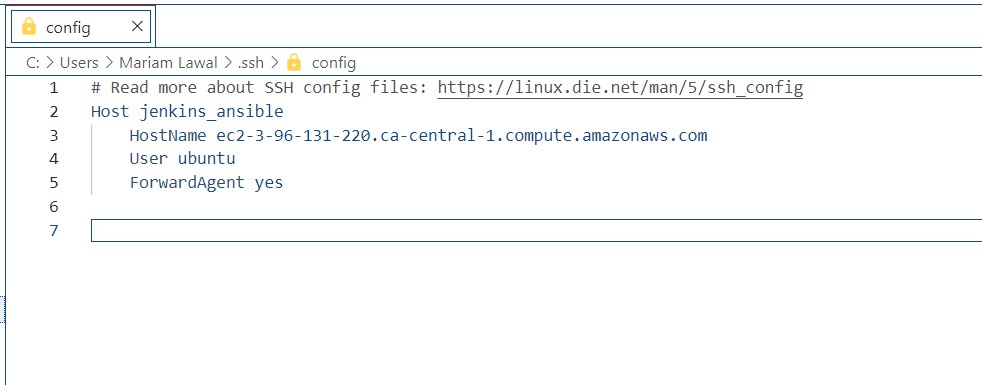 config
C: > Users > Mariam Lawal > .ssh > config
1 # Read more about SSH config files: https://linux.die.net/man/5/ssh_config
2 Host jenkins_ansible
3 HostName ec2-3-96-131-220.ca-central-1.compute.amazonaws.com
4 User ubuntu
5 ForwardAgent yes
6
7